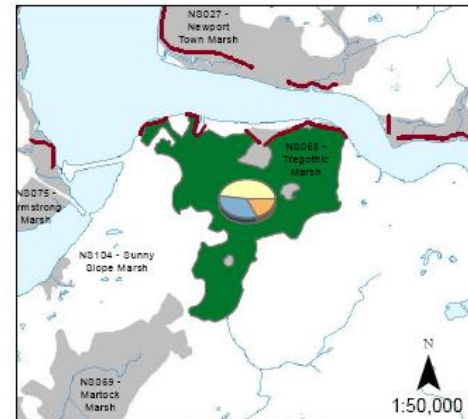 NS027 -
Newport
Town Marsh
NS068 -
Tregothic
Marsh
NS075 -
rmstrong
Marsh
NS104 - Sunny
Slope Marsh
NS069 -
Martock
Marsh
N
1:50,000